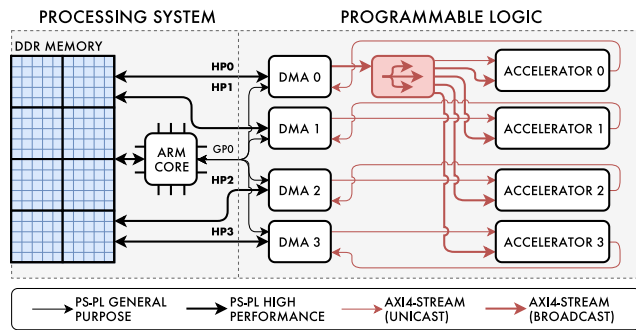 PROCESSING SYSTEM
PROGRAMMABLE LOGIC
DDR MEMORY
HP0
HP1
GP0
HP2
HP3
ARM
CORE
DMA 0
DMA 1
DMA 2
DMA 3
ACCELERATOR 0
ACCELERATOR 1
ACCELERATOR 2
ACCELERATOR 3
PS-PL GENERAL
PURPOSE
PS-PL HIGH
PERFORMANCE
AXI4-STREAM
(UNICAST)
AXI4-STREAM
(BROADCAST)